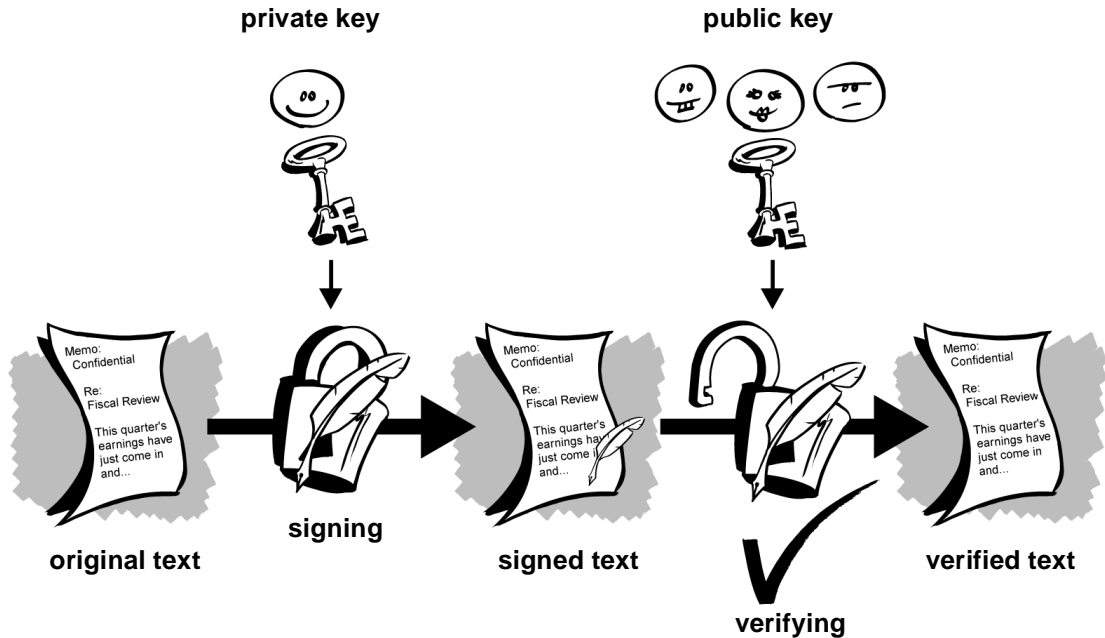 private key
public key
Memo:
Confidential
Re:
Fiscal Review
This quarter's
earnings have
just come in
and...
Memo:
Confidential
Re:
Fiscal Review
This quarter's
earnings hav
just come i
and...
Memo:
Confidential
Re:
Fiscal Review
This quarter's
earnings have
just come in
and...
signing
original text
signed text
verified text
verifying